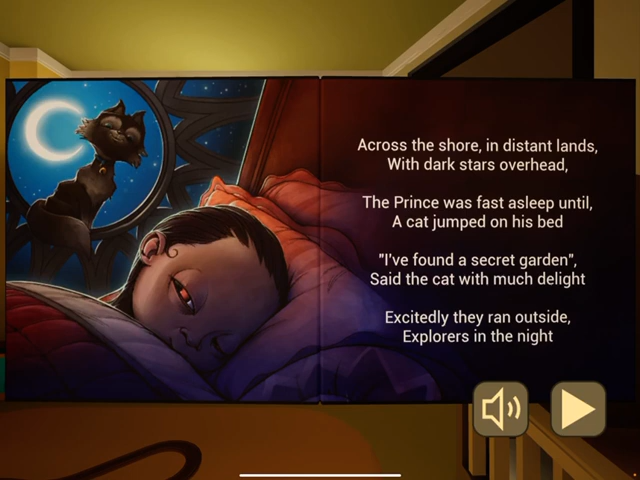 Across the shore, in distant lands,
With dark stars overhead,
The Prince was fast asleep until,
A cat jumped on his bed
"I've found a secret garden",
Said the cat with much delight
Excitedly they ran outside,
Explorers in the night